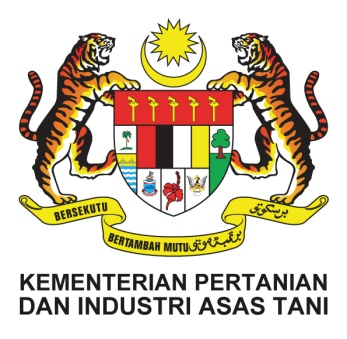 BERSEKUTU
BERTAMBAH MUTU
برسکوتو
برتمبه موتو
KEMENTERIAN PERTANIAN
DAN INDUSTRI ASAS TANI